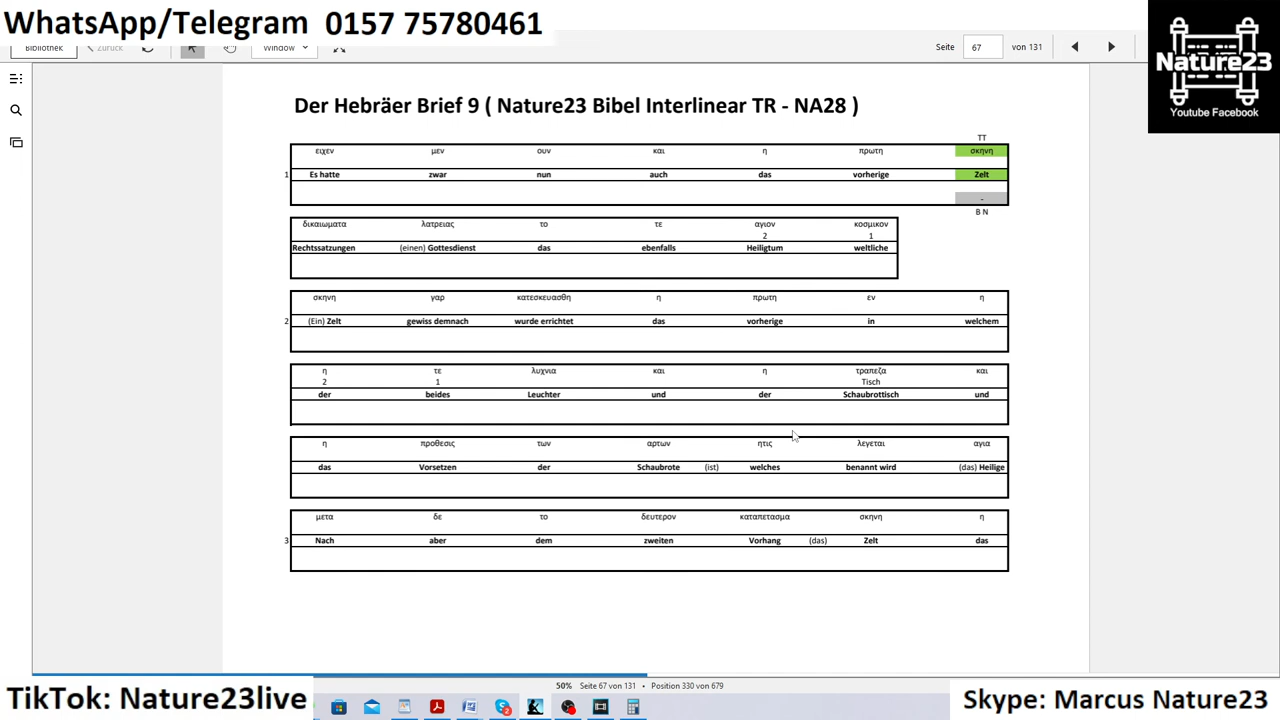 WhatsApp/Telegram 0157 75780461
Bibliothek Zurück Window Seite 67 von 131
Nature23
Youtube Facebook
Der Hebräer Brief 9 ( Nature23 Bibel Interlinear TR - NA28 )
TT
ειχεν μεν ουν και η πρωτη σκηνη
1 Es hatte zwar nun auch das vorherige Zelt
-
B N
δικαιωματα λατρειας το τε αγιον κοσμικον
2 1
Rechtssatzungen (einen) Gottesdienst das ebenfalls Heiligtum weltliche
σκηνη γαρ κατεσκευασθη η πρωτη εν η
2 (Ein) Zelt gewiss demnach wurde errichtet das vorherige in welchem
η τε λυχνια και η τραπεζα και
2 1 Tisch
der beides Leuchter und der Schaubrottisch und
η προθεσις των αρτων ητις λεγεται αγια
das Vorsetzen der Schaubrote (ist) welches benannt wird (das) Heilige
μετα δε το δευτερον καταπετασμα σκηνη η
3 Nach aber dem zweiten Vorhang (das) Zelt das
50% Seite 67 von 131 • Position 330 von 679
TikTok: Nature23live
Skype: Marcus Nature23